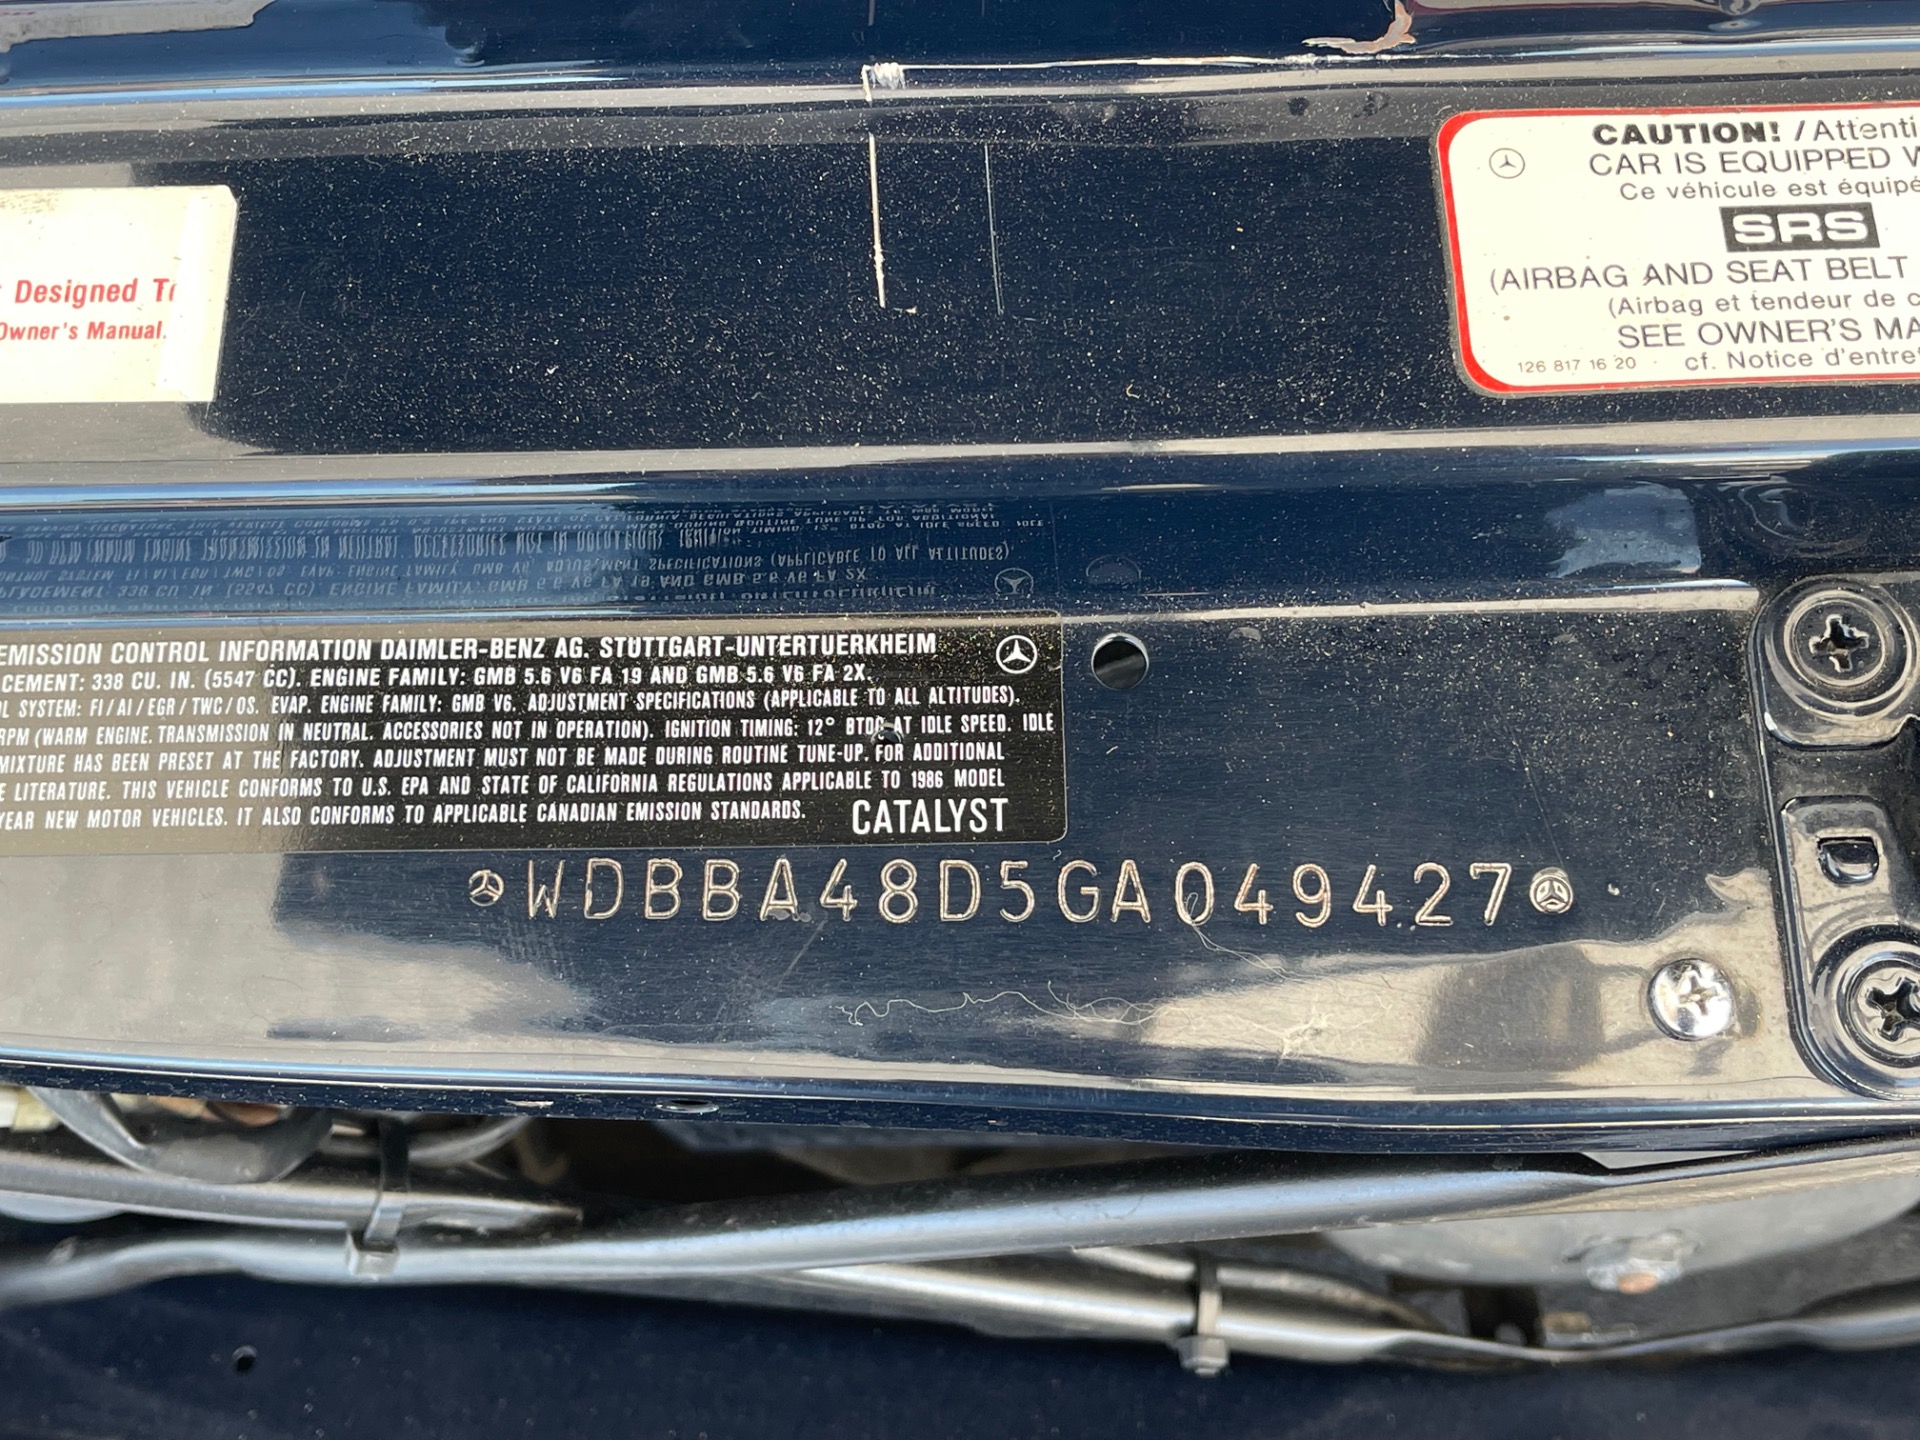 CAUTION! / Attenti
CAR IS EQUIPPED W
Ce véhicule est équipé
SRS
(AIRBAG AND SEAT BELT
(Airbag et tendeur de c
SEE OWNER'S MA
126 817 16 20 cf. Notice d'entret
Designed T
Owner's Manual.
EMISSION CONTROL INFORMATION DAIMLER-BENZ AG. STUTTGART-UNTERTUERKHEIM
CEMENT: 338 CU. IN. (5547 CC). ENGINE FAMILY: GMB 5.6 V6 FA 19 AND GMB 5.6 V6 FA 2X.
OL SYSTEM: FI/AI/EGR/TWC/OS. EVAP. ENGINE FAMILY: GMB V6. ADJUSTMENT SPECIFICATIONS (APPLICABLE TO ALL ALTITUDES).
RPM (WARM ENGINE. TRANSMISSION IN NEUTRAL. ACCESSORIES NOT IN OPERATION). IGNITION TIMING: 12° BTDC AT IDLE SPEED. IDLE
MIXTURE HAS BEEN PRESET AT THE FACTORY. ADJUSTMENT MUST NOT BE MADE DURING ROUTINE TUNE-UP. FOR ADDITIONAL
E LITERATURE. THIS VEHICLE CONFORMS TO U.S. EPA AND STATE OF CALIFORNIA REGULATIONS APPLICABLE TO 1986 MODEL
YEAR NEW MOTOR VEHICLES. IT ALSO CONFORMS TO APPLICABLE CANADIAN EMISSION STANDARDS. CATALYST
WDBBA48D5GA049427